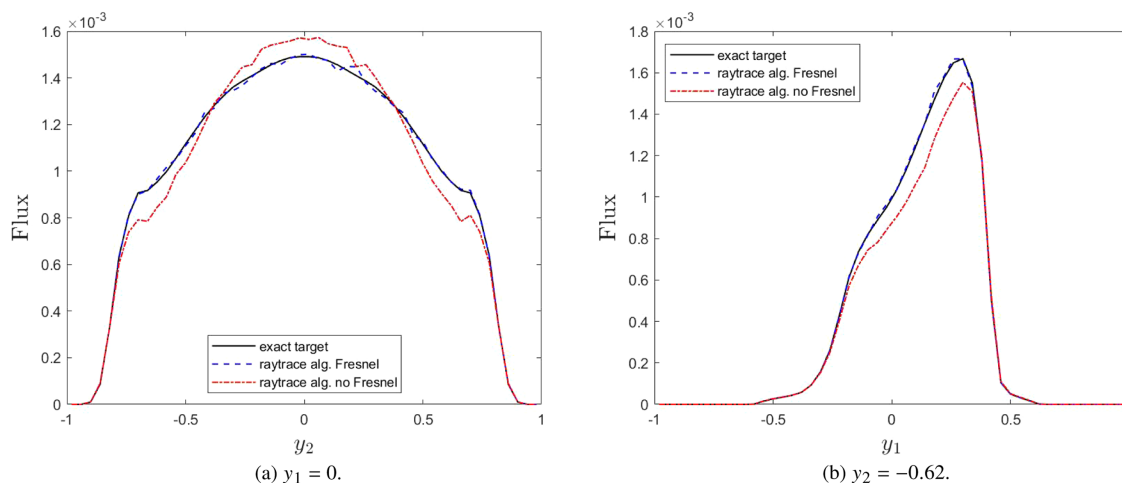 ×10⁻³
1.6
1.4
1.2
1
0.8
0.6
0.4
0.2
0
Flux
exact target
raytrace alg. Fresnel
raytrace alg. no Fresnel
-1 -0.5 0 0.5 1
y₂
(a) y₁ = 0.
×10⁻³
1.8
1.6
1.4
1.2
1
0.8
0.6
0.4
0.2
0
Flux
exact target
raytrace alg. Fresnel
raytrace alg. no Fresnel
-1 -0.5 0 0.5
y₁
(b) y₂ = −0.62.